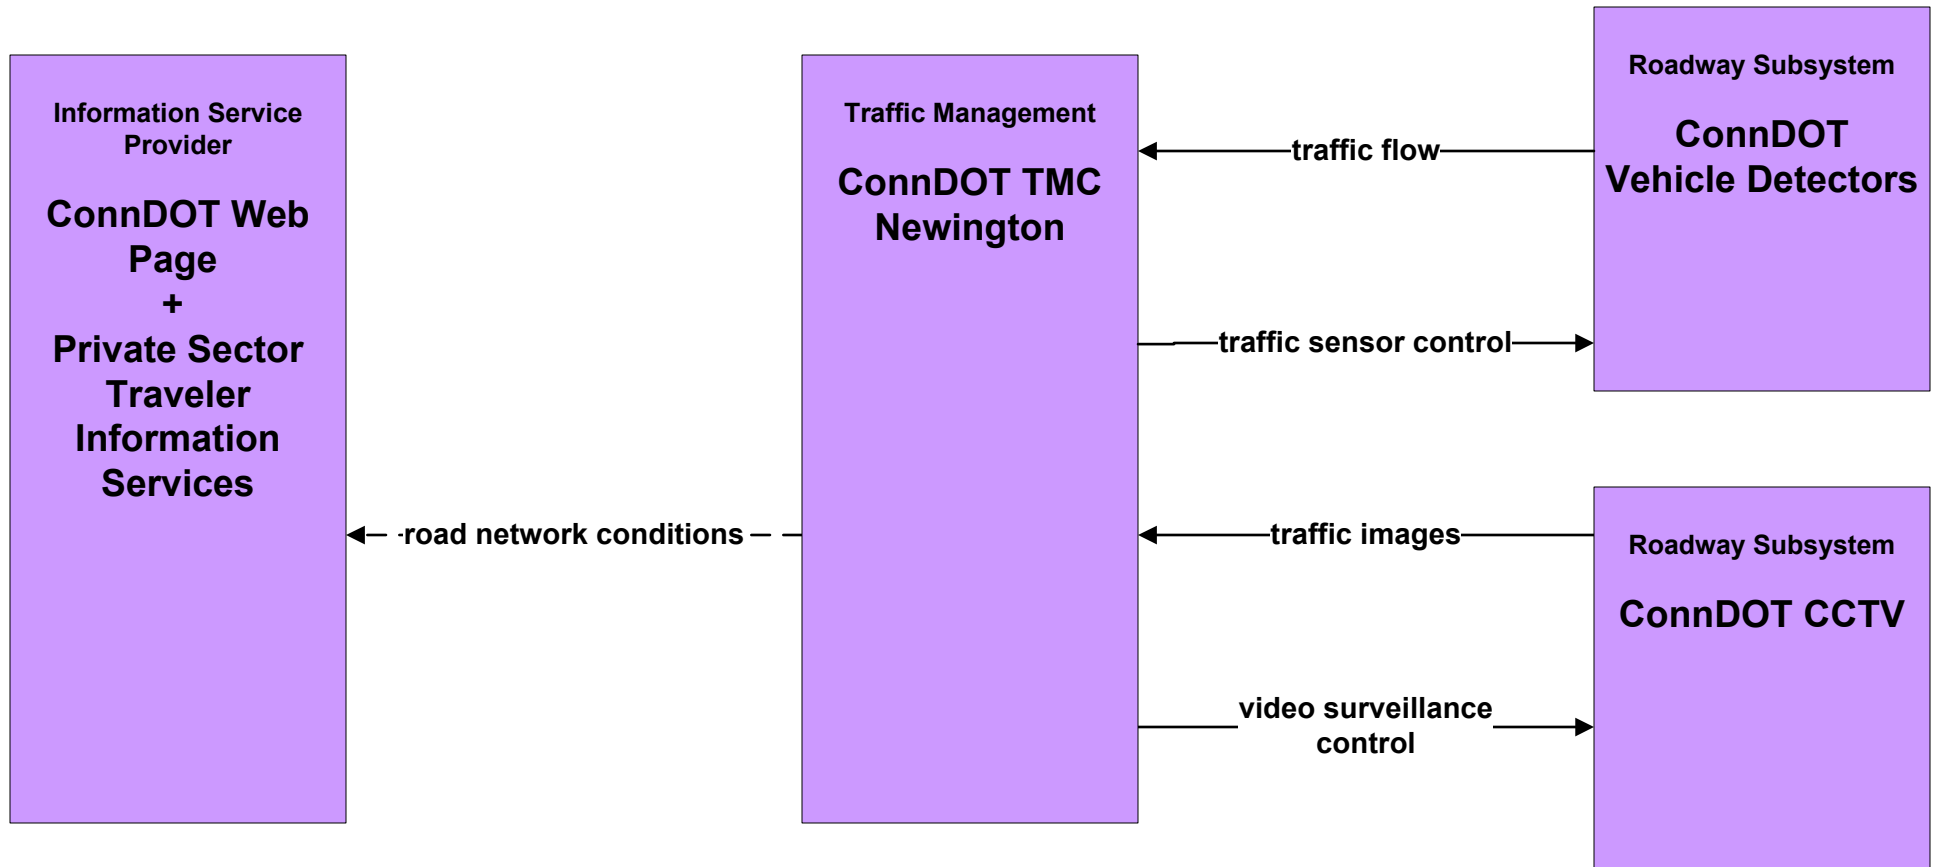 Information Service
Provider
ConnDOT Web
Page
+
Private Sector
Traveler
Information
Services
road network conditions
Traffic Management
ConnDOT TMC
Newington
traffic flow
traffic sensor control
traffic images
video surveillance
control
Roadway Subsystem
ConnDOT
Vehicle Detectors
Roadway Subsystem
ConnDOT CCTV